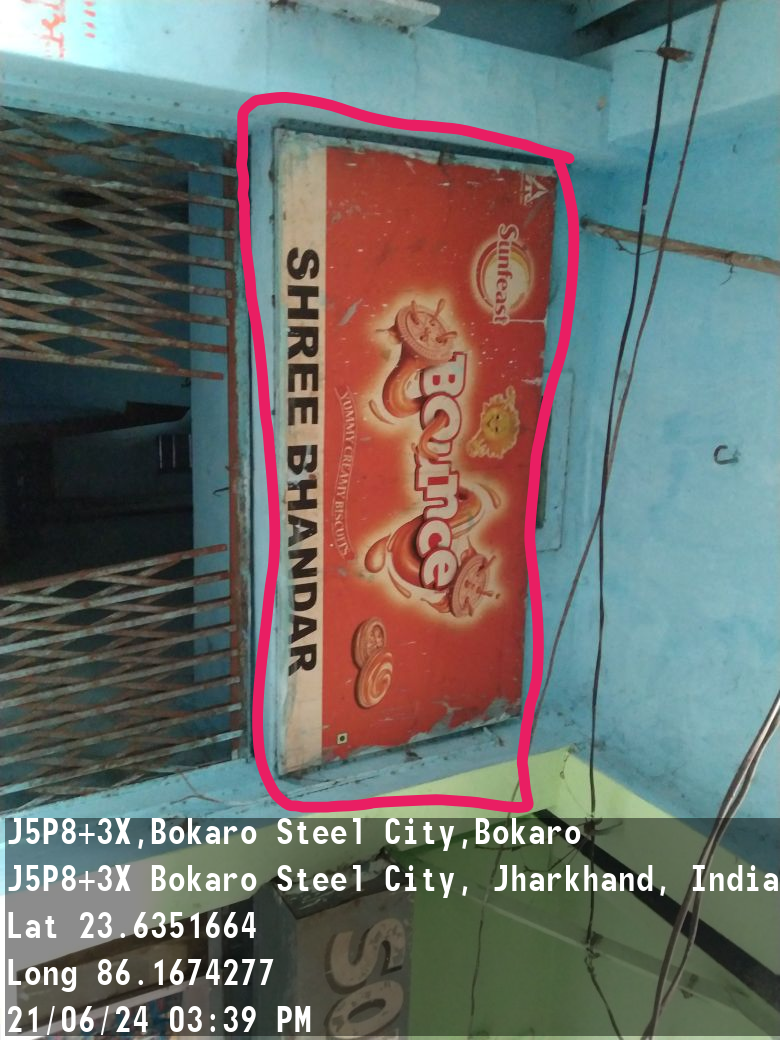 Sunfeast
BOUNCE
YUMMY CREAMY BISCUITS
SHREE BHANDAR
SO
J5P8+3X,Bokaro Steel City,Bokaro
J5P8+3X Bokaro Steel City, Jharkhand, India
Lat 23.6351664
Long 86.1674277
21/06/24 03:39 PM